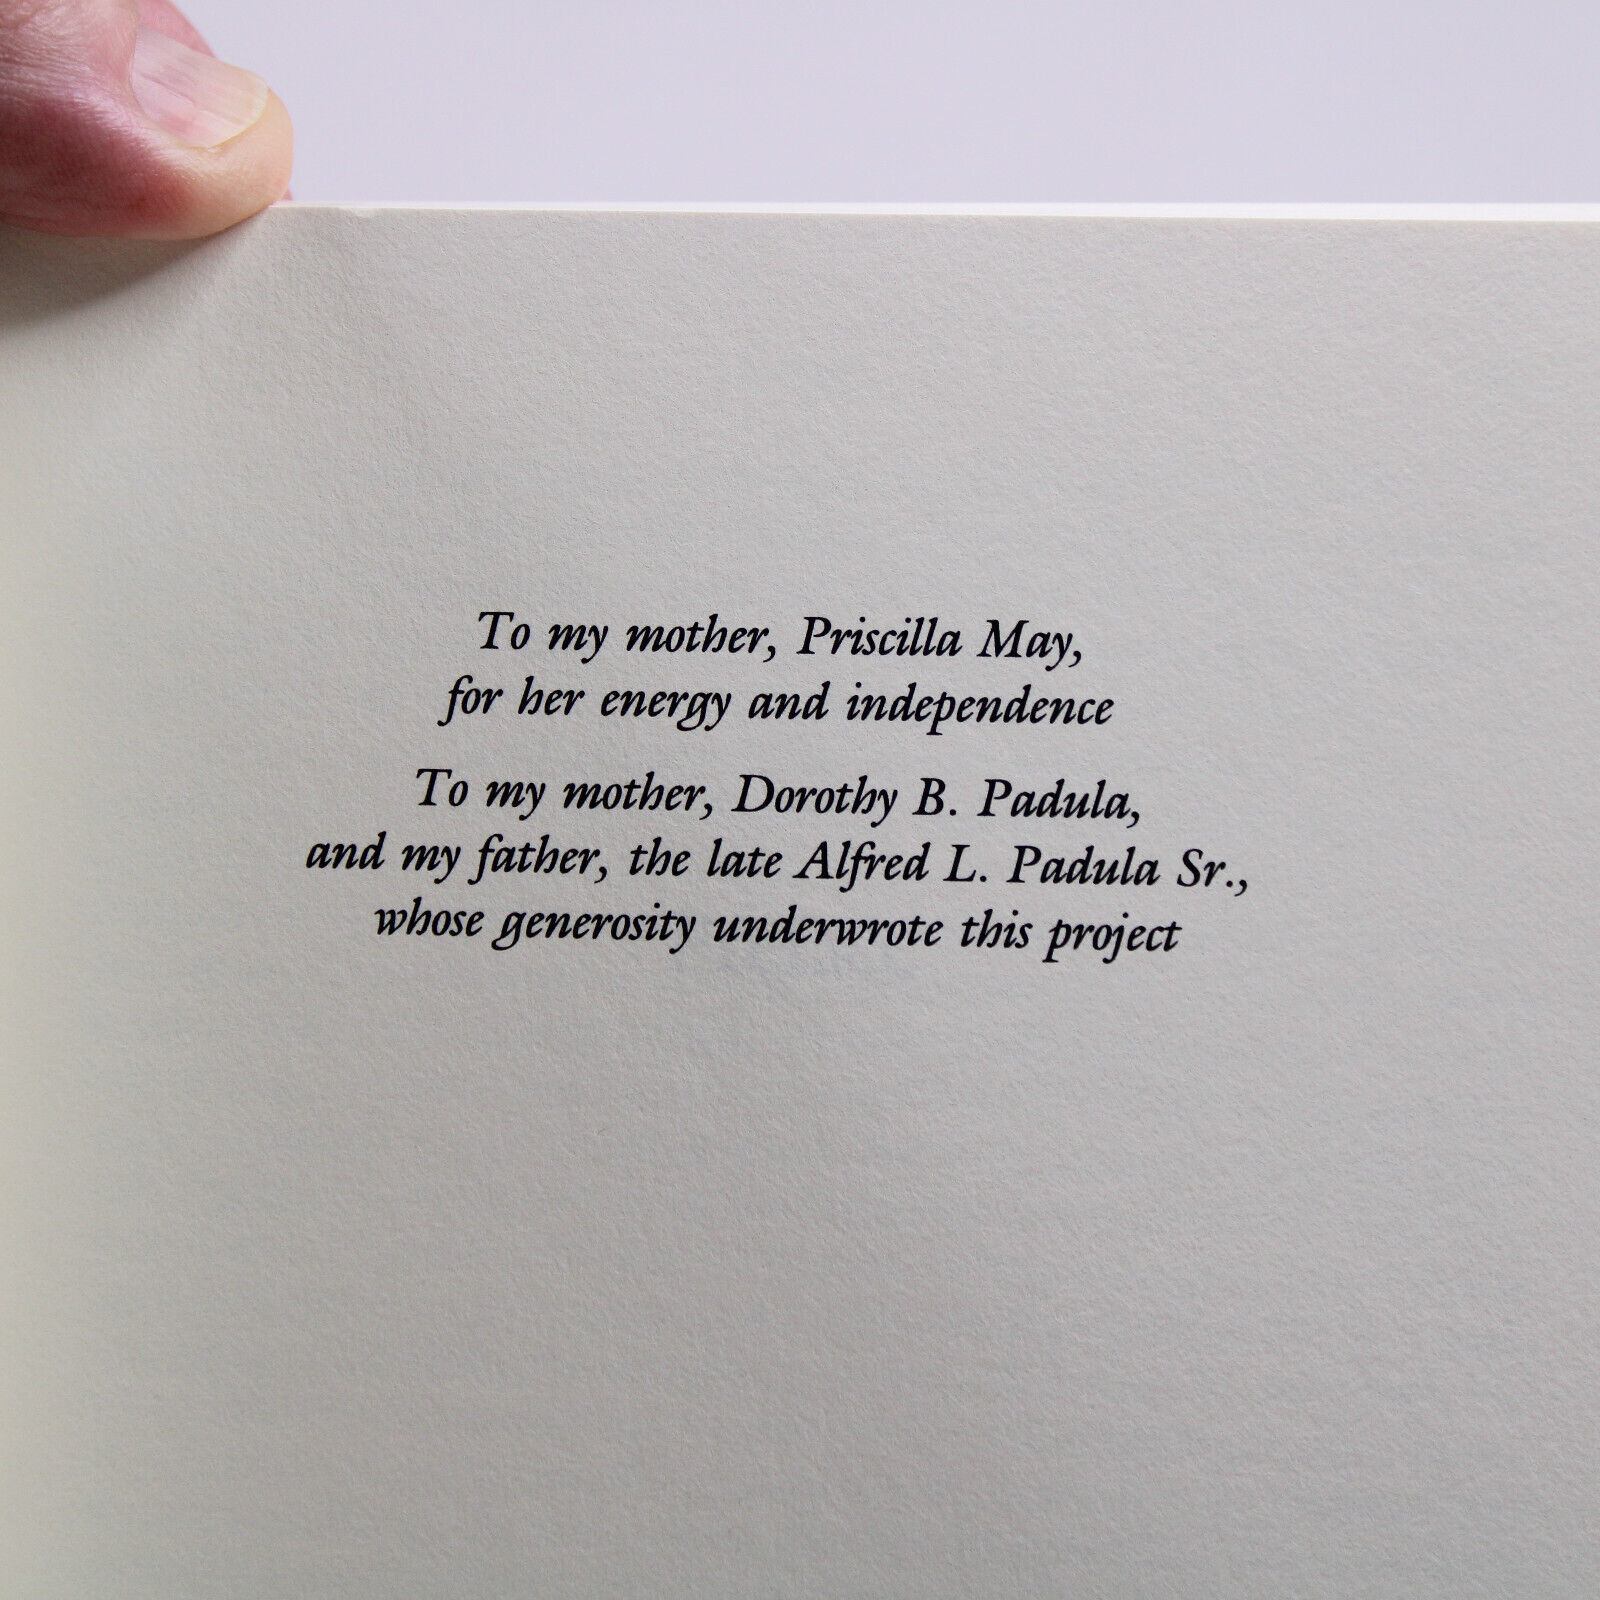 To my mother, Priscilla May,
for her energy and independence
To my mother, Dorothy B. Padula,
and my father, the late Alfred L. Padula Sr.,
whose generosity underwrote this project